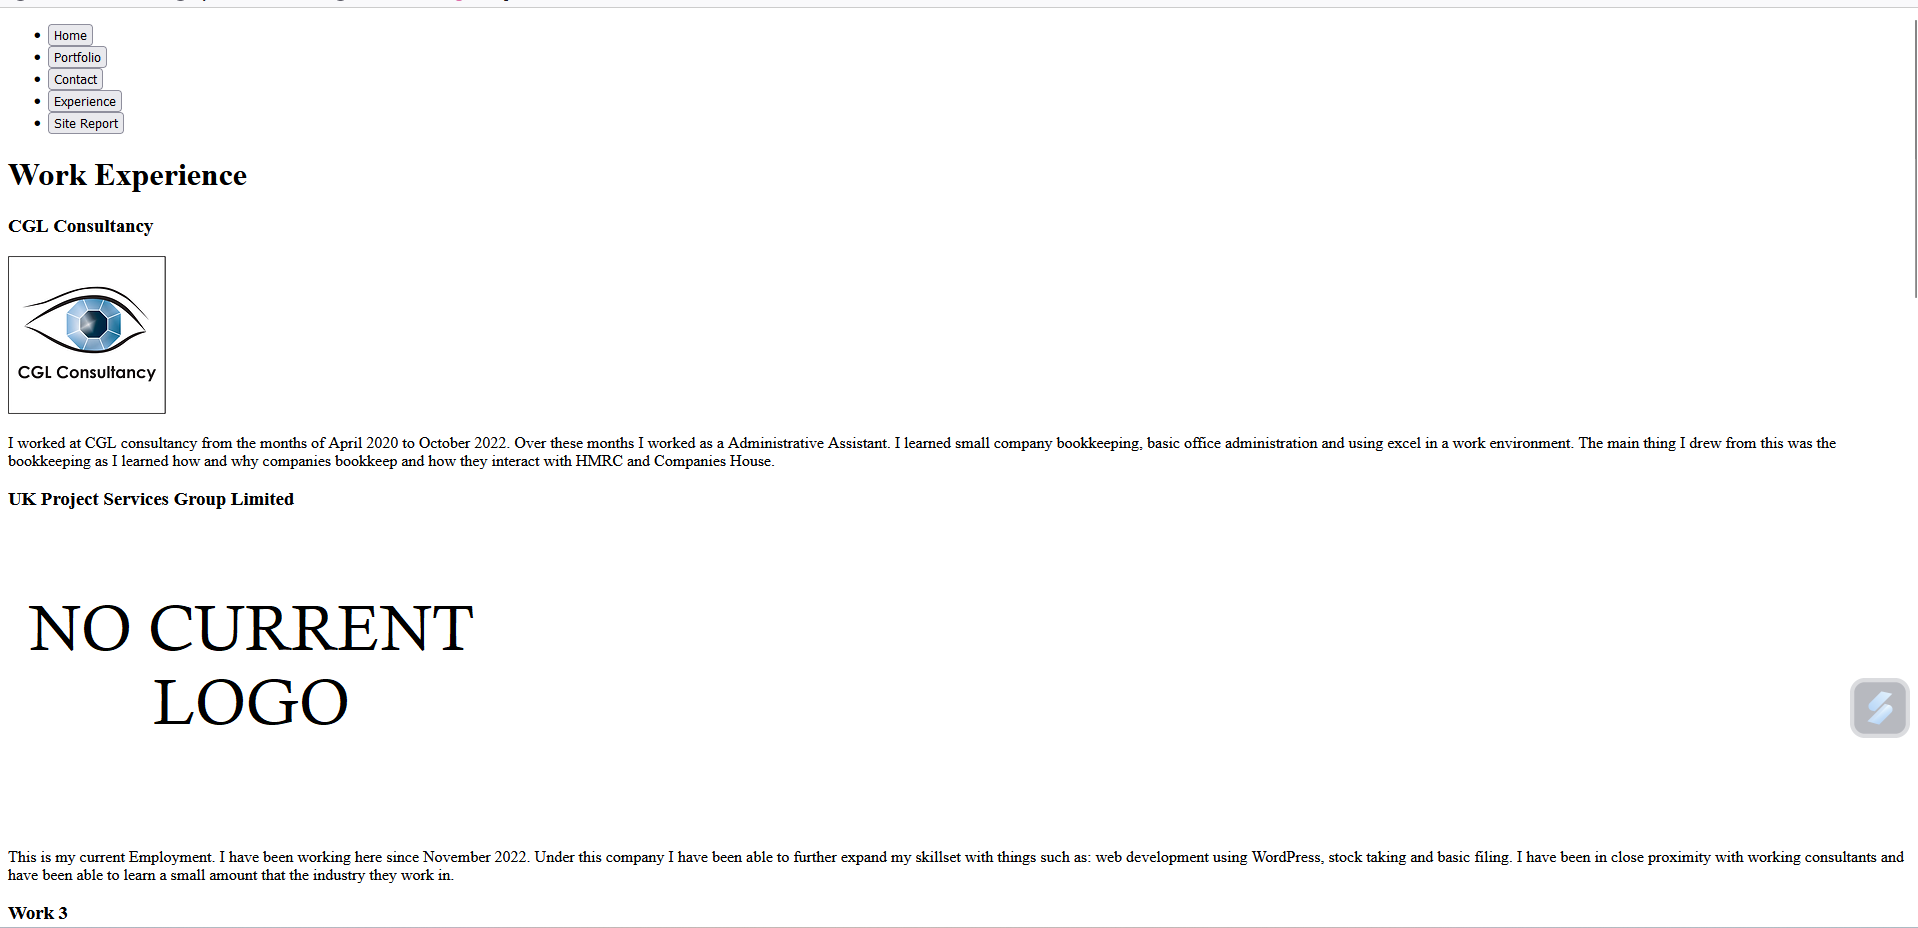 Home
Portfolio
Contact
Experience
Site Report
Work Experience
CGL Consultancy
CGL Consultancy
I worked at CGL consultancy from the months of April 2020 to October 2022. Over these months I worked as a Administrative Assistant. I learned small company bookkeeping, basic office administration and using excel in a work environment. The main thing I drew from this was the
bookkeeping as I learned how and why companies bookkeep and how they interact with HMRC and Companies House.
UK Project Services Group Limited
NO CURRENT
LOGO
This is my current Employment. I have been working here since November 2022. Under this company I have been able to further expand my skillset with things such as: web development using WordPress, stock taking and basic filing. I have been in close proximity with working consultants and
have been able to learn a small amount that the industry they work in.
Work 3